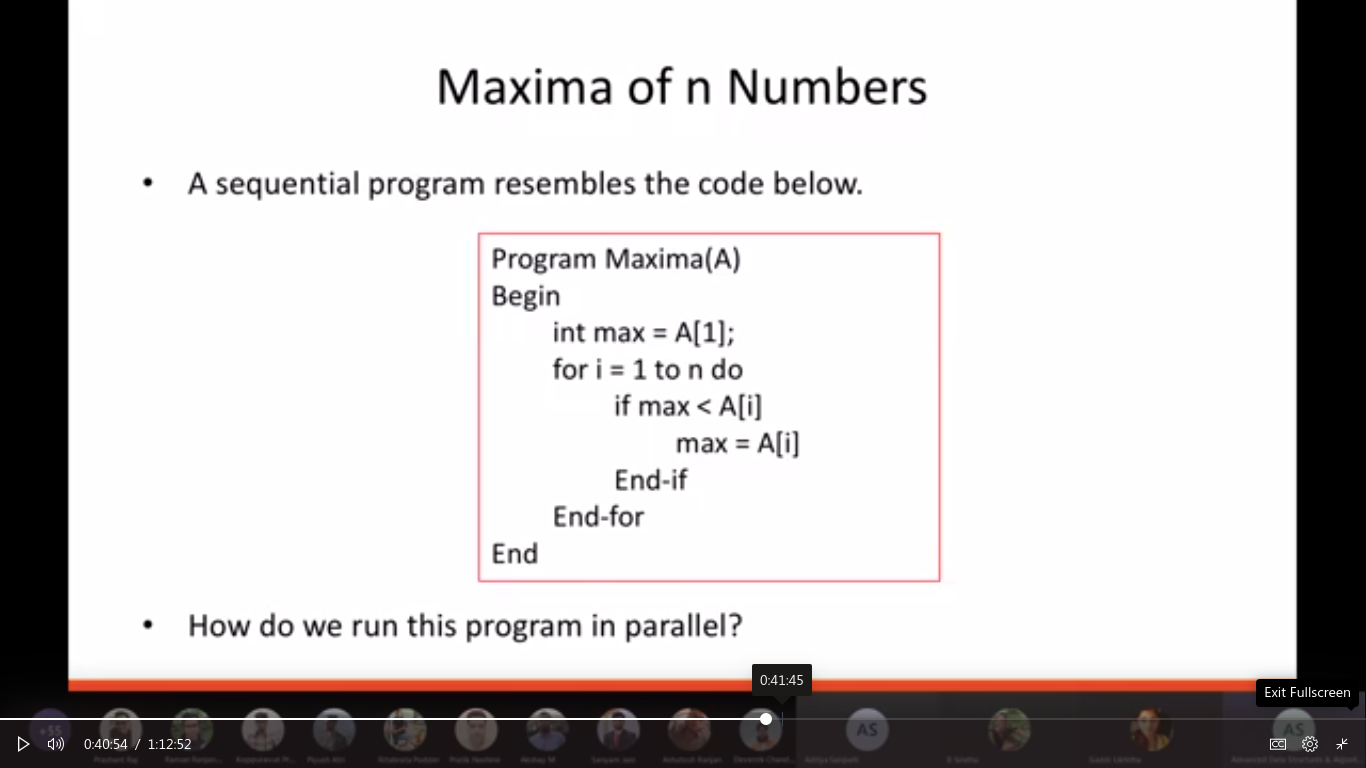 Maxima of n Numbers
• A sequential program resembles the code below.
Program Maxima(A)
Begin
int max = A[1];
for i = 1 to n do
if max < A[i]
max = A[i]
End-if
End-for
End
• How do we run this program in parallel?
0:41:45
Exit Fullscreen
+55
AS
AS
0:40:54 / 1:12:52
CC